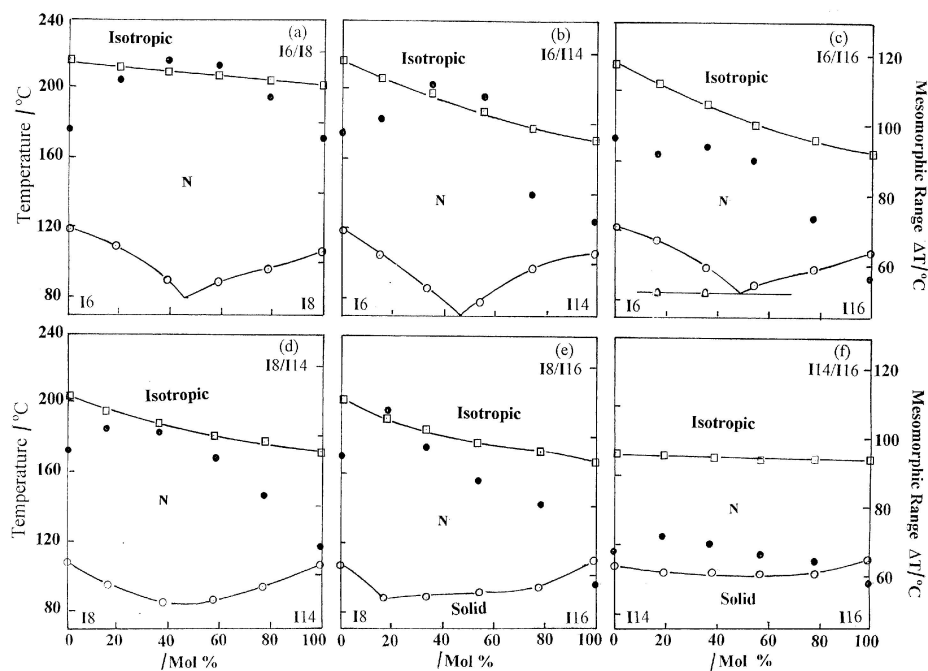 (a)
Isotropic
I6/I8
240
200
160
120
80
Temperature /°C
N
I6
I8
(b)
I6/I14
Isotropic
N
I6
I14
(c)
I6/I16
Isotropic
N
I6
I16
120
100
80
60
Mesomorphic Range ΔT/°C
(d)
I8/I14
Isotropic
240
200
160
120
80
Temperature /°C
N
I8
I14
0 20 40 60 80 100
/Mol %
(e)
I8/I16
Isotropic
N
Solid
I8
I16
0 20 40 60 80 100
/Mol %
(f)
I14/I16
Isotropic
N
Solid
I14
I16
120
100
80
60
Mesomorphic Range ΔT/°C
0 20 40 60 80 100
/Mol %